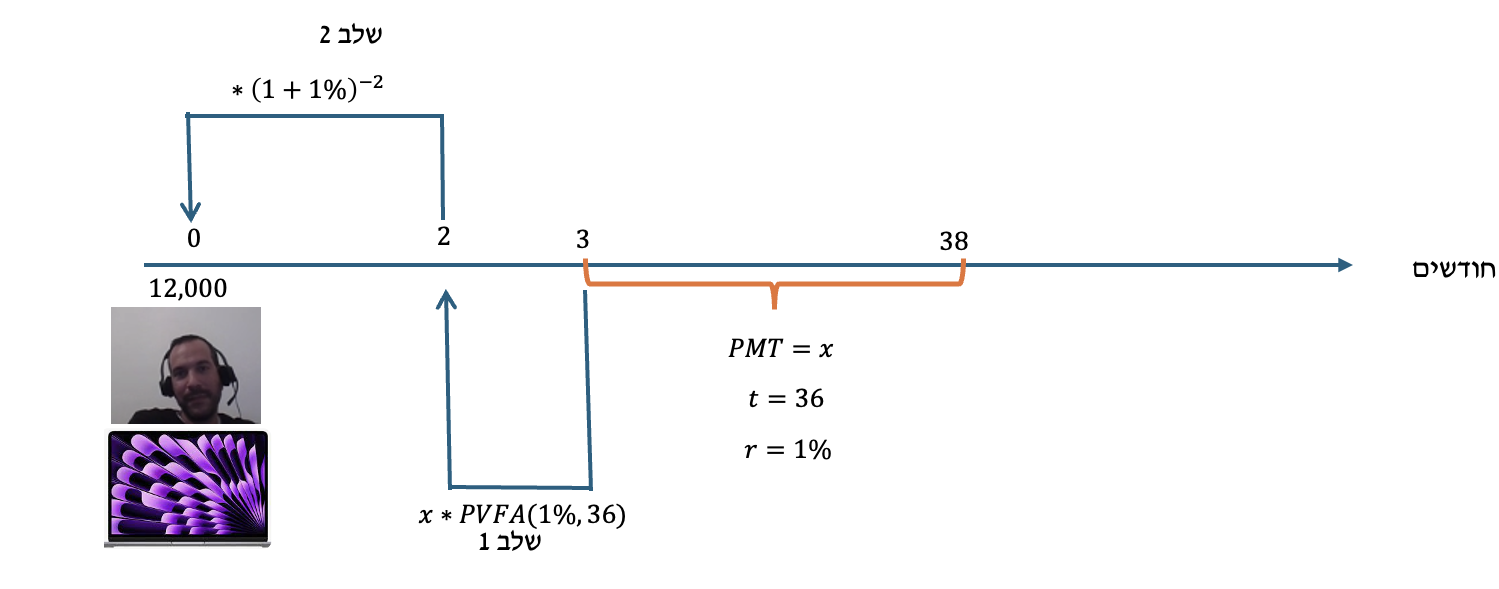 שלב 2
∗ (1 + 1%)⁻²
0
2
3
38
חודשים
12,000
PMT = x
t = 36
r = 1%
x ∗ PVFA(1%, 36)
שלב 1